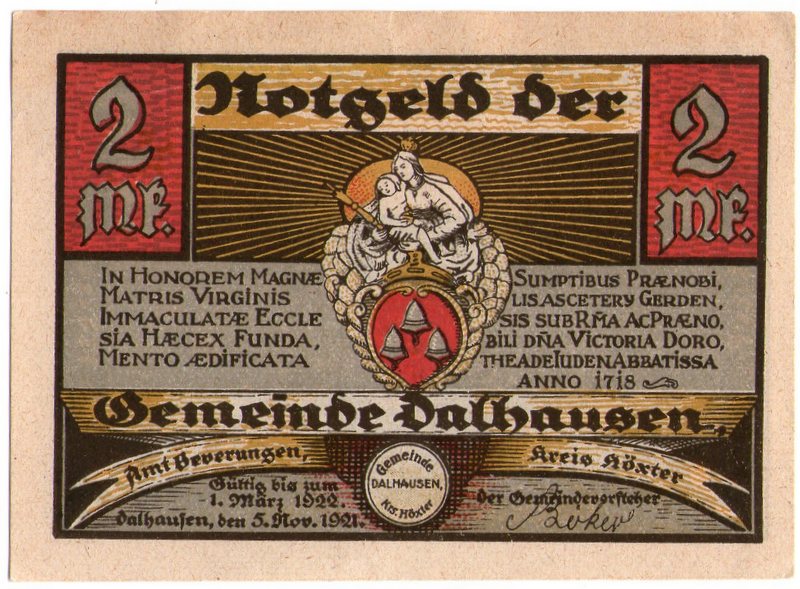 2 Mk.
Notgeld der
2 Mk.
IN HONOREM MAGNÆ
MATRIS VIRGINIS
IMMACULATÆ ECCLE
SIA HÆCEX FUNDA,
MENTO ÆDIFICATA
SUMPTIBUS PRÆNOBI,
LIS ASCETERY GERDEN,
SIS SUB RM̃A AC PRÆNO,
BILI DÑA VICTORIA DORO,
THEA DE IUDEN ABBATISSA
ANNO 1718
Gemeinde Dalhausen,
Amt Beverungen,
Kreis Höxter
Gültig bis zum
1. März 1922.
Dalhausen, den 5. Nov. 1921.
Gemeinde
DALHAUSEN,
Krs. Höxter
der Gemeindevorsteher